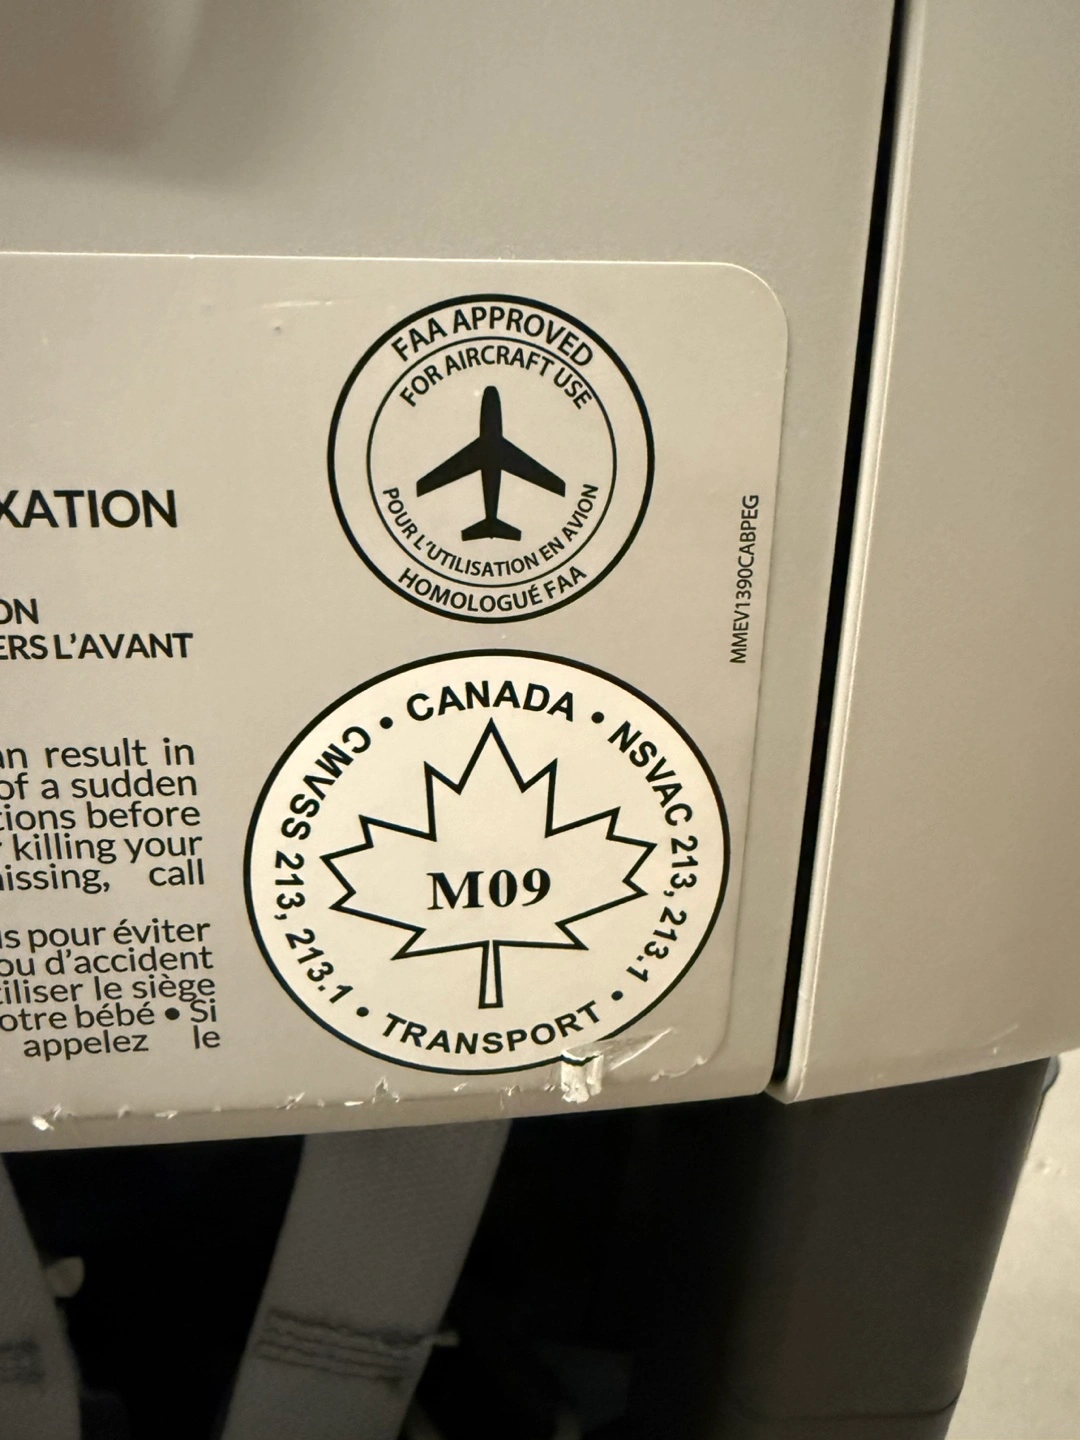 FAA APPROVED
FOR AIRCRAFT USE
POUR L'UTILISATION EN AVION
HOMOLOGUÉ FAA
MMEV1390CABPEG
XATION
ON
ERS L'AVANT
CANADA • NSVAC 213, 213.1 • TRANSPORT • CMVSS 213, 213.1 •
M09
an result in
of a sudden
tions before
killing your
issing, call
s pour éviter
ou d'accident
iliser le siège
otre bébé • Si
appelez le